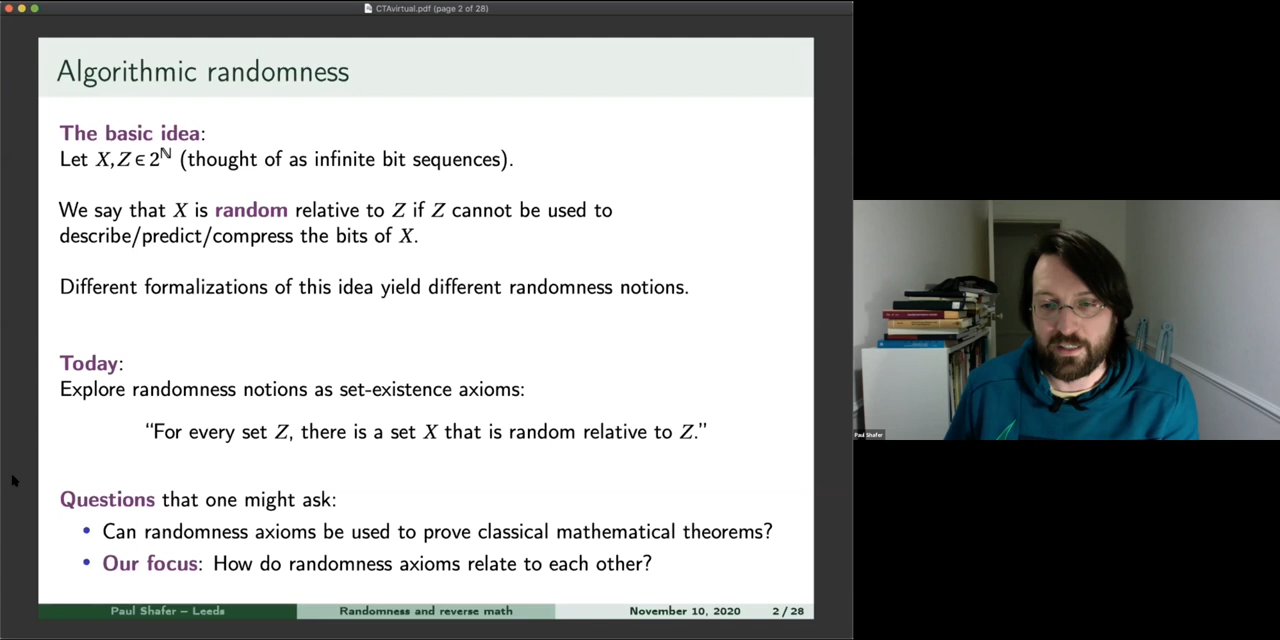 CTAvirtual.pdf (page 2 of 28)
Algorithmic randomness
The basic idea:
Let X, Z ∈ 2^ℕ (thought of as infinite bit sequences).
We say that X is random relative to Z if Z cannot be used to
describe/predict/compress the bits of X.
Different formalizations of this idea yield different randomness notions.
Today:
Explore randomness notions as set-existence axioms:
“For every set Z, there is a set X that is random relative to Z.”
Questions that one might ask:
• Can randomness axioms be used to prove classical mathematical theorems?
• Our focus: How do randomness axioms relate to each other?
Paul Shafer – Leeds Randomness and reverse math November 10, 2020 2 / 28
Paul Shafer